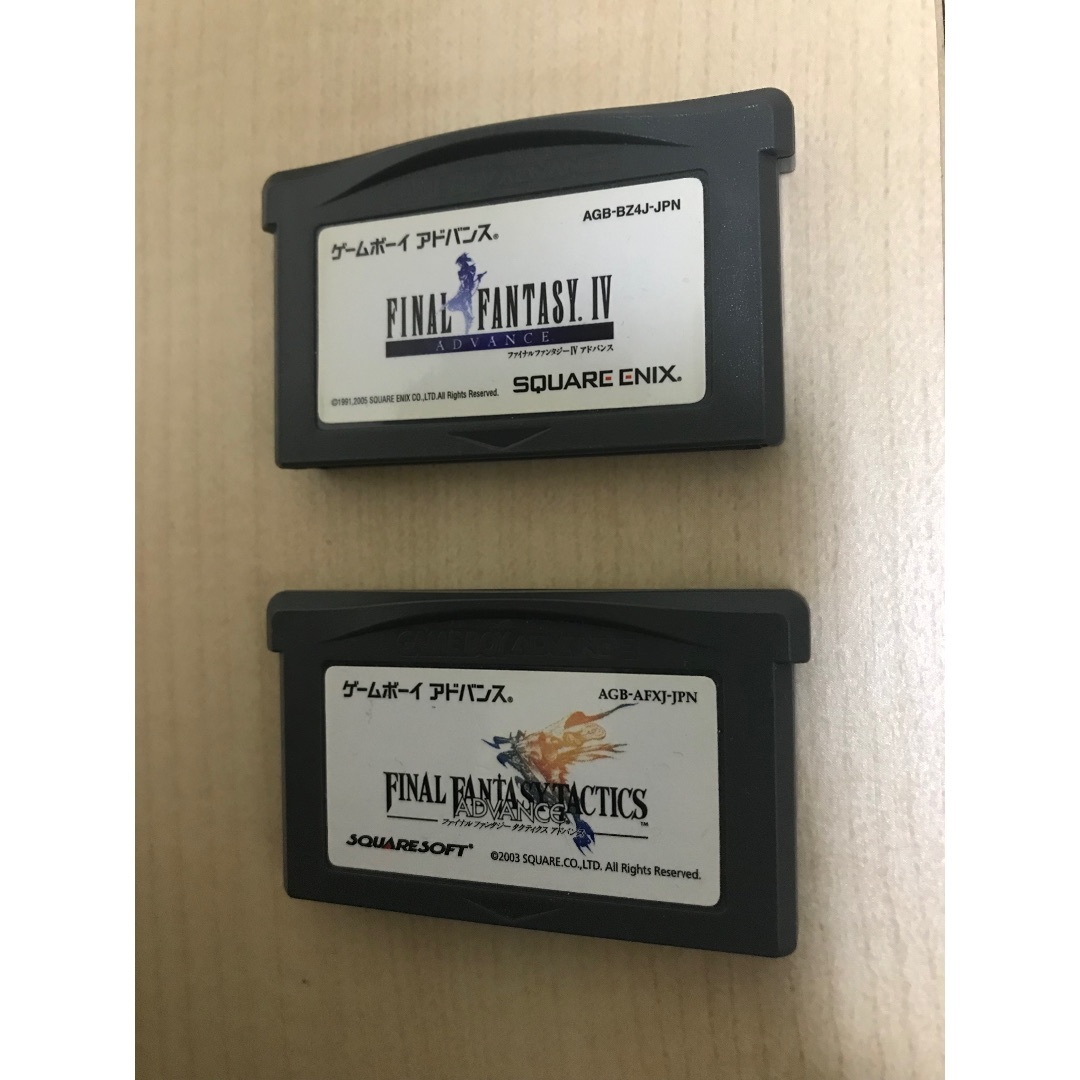 ゲームボーイ アドバンス®
AGB-BZ4J-JPN
FINAL FANTASY. IV
ADVANCE
ファイナルファンタジーIV アドバンス
SQUARE ENIX®
©1991,2005 SQUARE ENIX CO.,LTD.All Rights Reserved.
ゲームボーイ アドバンス®
AGB-AFXJ-JPN
FINAL FANTASY TACTICS™
ADVANCE®
ファイナルファンタジー タクティクス アドバンス
SQUARESOFT®
©2003 SQUARE.CO.,LTD. All Rights Reserved.